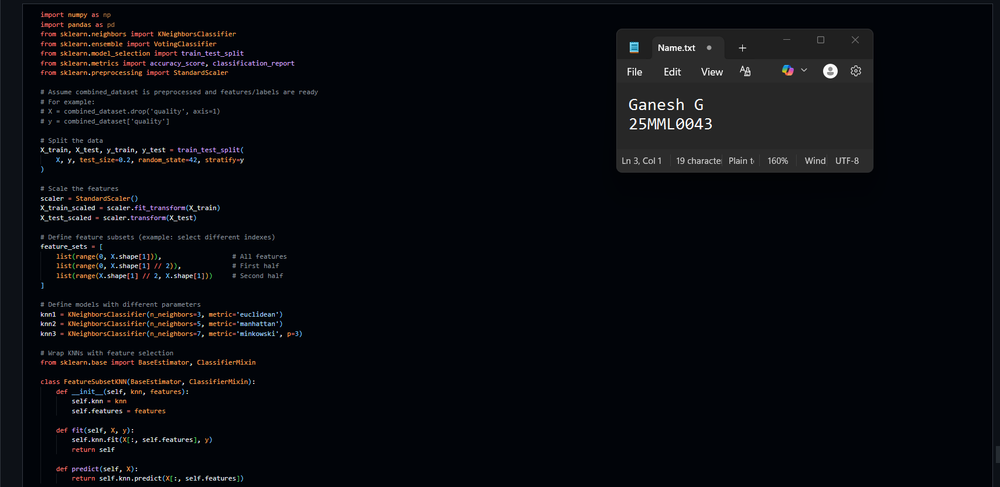 import numpy as np
import pandas as pd
from sklearn.neighbors import KNeighborsClassifier
from sklearn.ensemble import VotingClassifier
from sklearn.model_selection import train_test_split
from sklearn.metrics import accuracy_score, classification_report
from sklearn.preprocessing import StandardScaler

# Assume combined_dataset is preprocessed and features/labels are ready
# For example:
# X = combined_dataset.drop('quality', axis=1)
# y = combined_dataset['quality']

# Split the data
X_train, X_test, y_train, y_test = train_test_split(
    X, y, test_size=0.2, random_state=42, stratify=y
)

# Scale the features
scaler = StandardScaler()
X_train_scaled = scaler.fit_transform(X_train)
X_test_scaled = scaler.transform(X_test)

# Define feature subsets (example: select different indexes)
feature_sets = [
    list(range(0, X.shape[1])),                  # All features
    list(range(0, X.shape[1] // 2)),             # First half
    list(range(X.shape[1] // 2, X.shape[1]))     # Second half
]

# Define models with different parameters
knn1 = KNeighborsClassifier(n_neighbors=3, metric='euclidean')
knn2 = KNeighborsClassifier(n_neighbors=5, metric='manhattan')
knn3 = KNeighborsClassifier(n_neighbors=7, metric='minkowski', p=3)

# Wrap KNNs with feature selection
from sklearn.base import BaseEstimator, ClassifierMixin

class FeatureSubsetKNN(BaseEstimator, ClassifierMixin):
    def __init__(self, knn, features):
        self.knn = knn
        self.features = features

    def fit(self, X, y):
        self.knn.fit(X[:, self.features], y)
        return self

    def predict(self, X):
        return self.knn.predict(X[:, self.features])

Name.txt
File Edit View
Ganesh G
25MML0043
Ln 3, Col 1 19 characte Plain t 160% Wind UTF-8